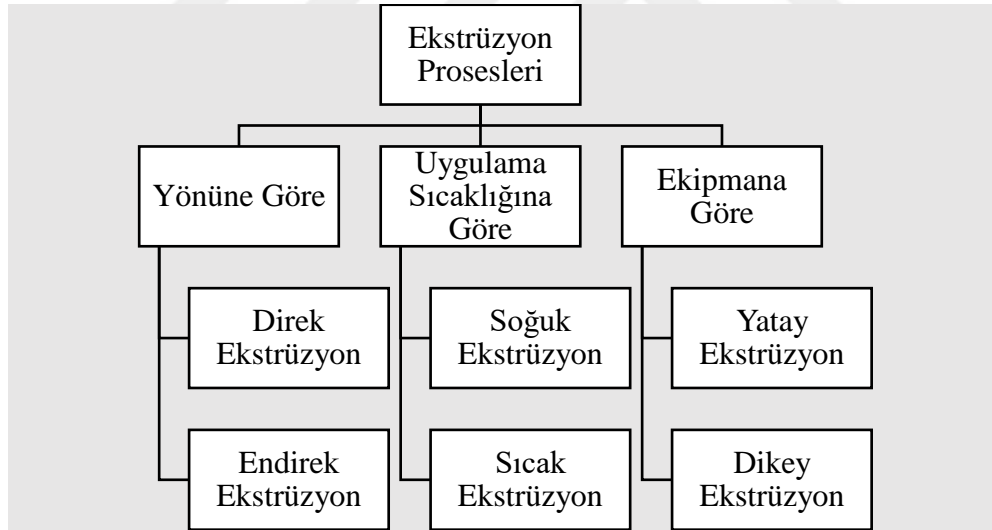 Ekstrüzyon
Prosesleri
Yönüne Göre
Uygulama
Sıcaklığına
Göre
Ekipmana
Göre
Direk
Ekstrüzyon
Soğuk
Ekstrüzyon
Yatay
Ekstrüzyon
Endirek
Ekstrüzyon
Sıcak
Ekstrüzyon
Dikey
Ekstrüzyon